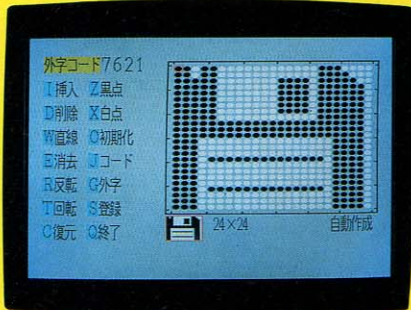 外字コード7621
I挿入 Z黒点
D削除 X白点
W直線 O初期化
E消去 Jコード
R反転 G外字
T回転 S登録
C復元 Q終了
24×24 自動作成